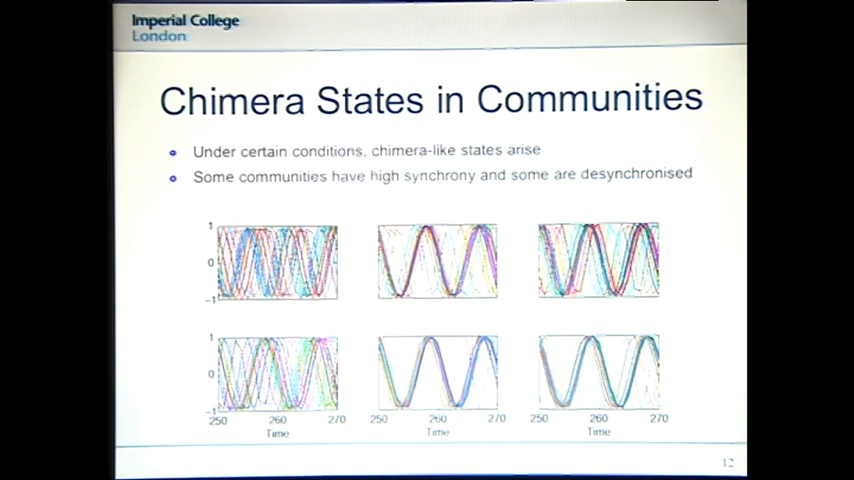 Imperial College
London
Chimera States in Communities
Under certain conditions, chimera-like states arise
Some communities have high synchrony and some are desynchronised
1
0
-1
1
0
-1
250 260 270 250 260 270 250 260 270
Time Time Time
12